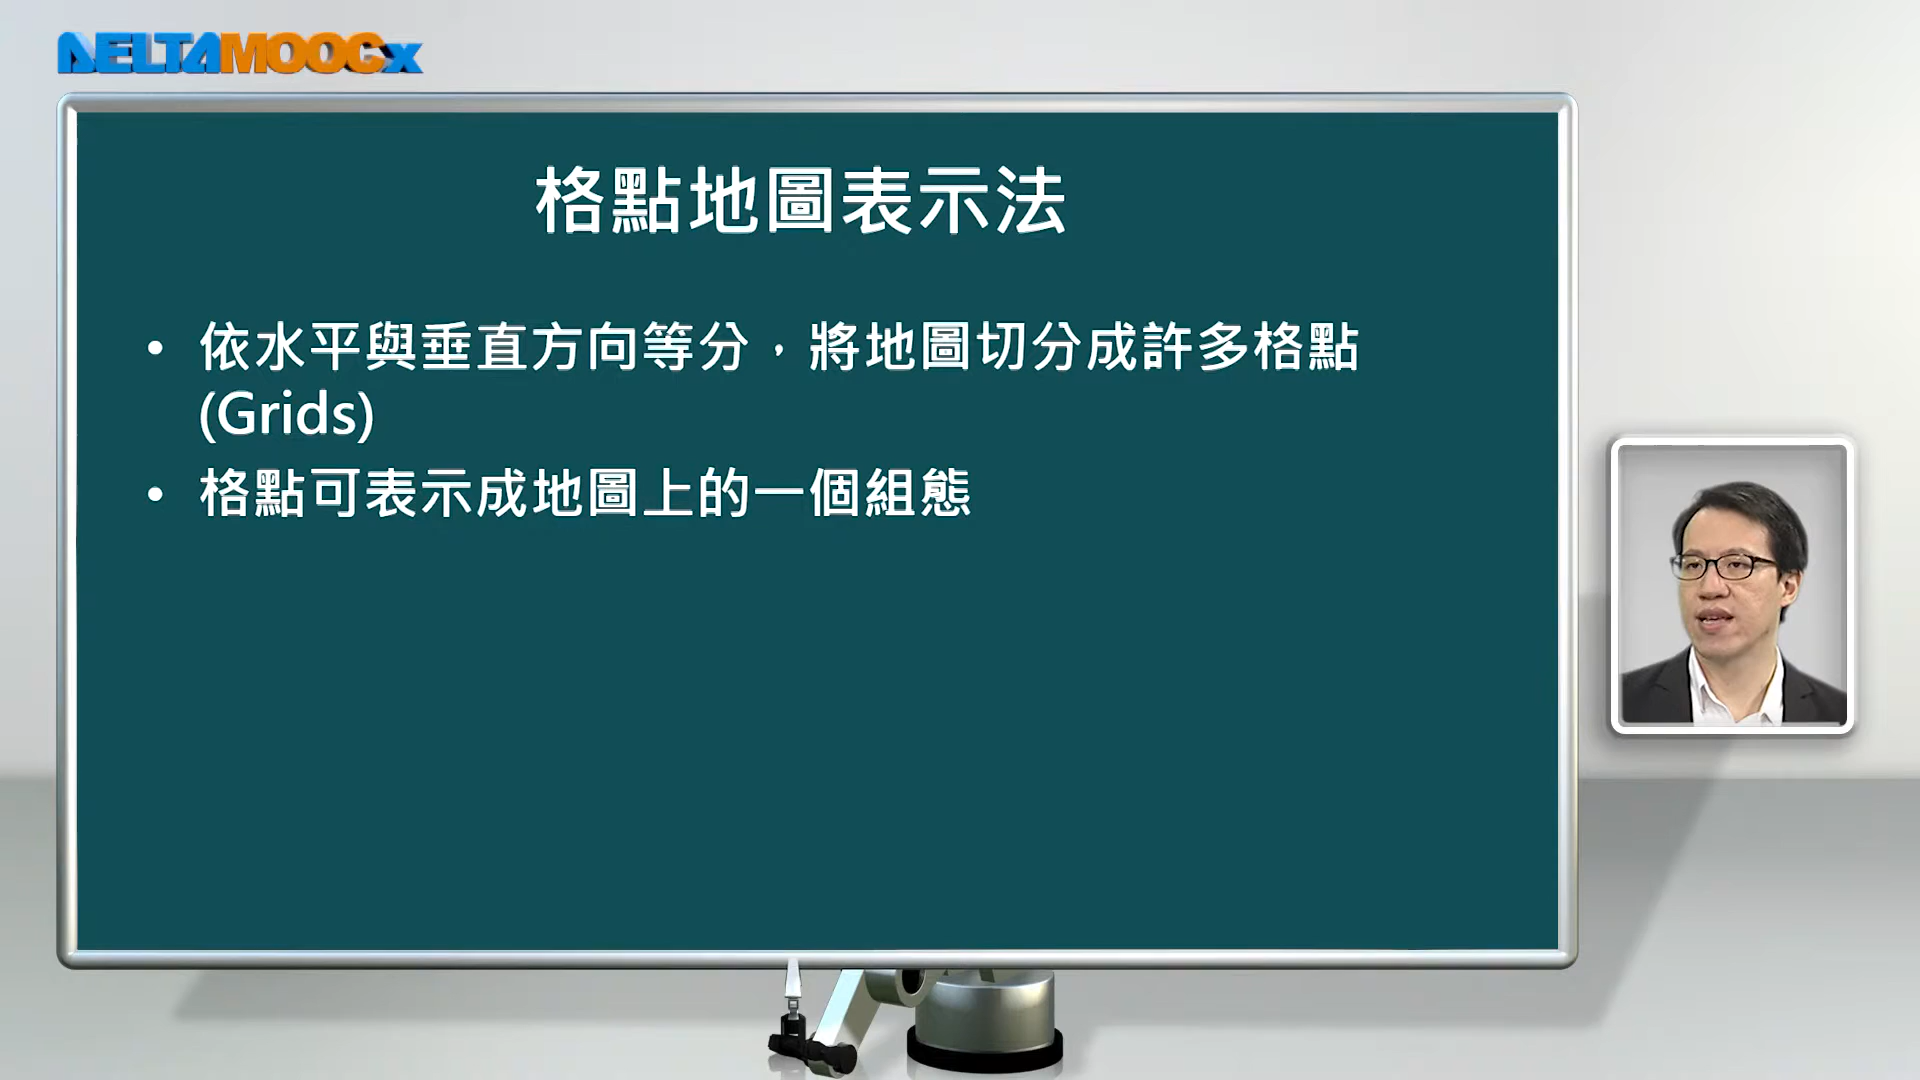 DELTAMOOCx
格點地圖表示法
• 依水平與垂直方向等分，將地圖切分成許多格點
(Grids)
• 格點可表示成地圖上的一個組態